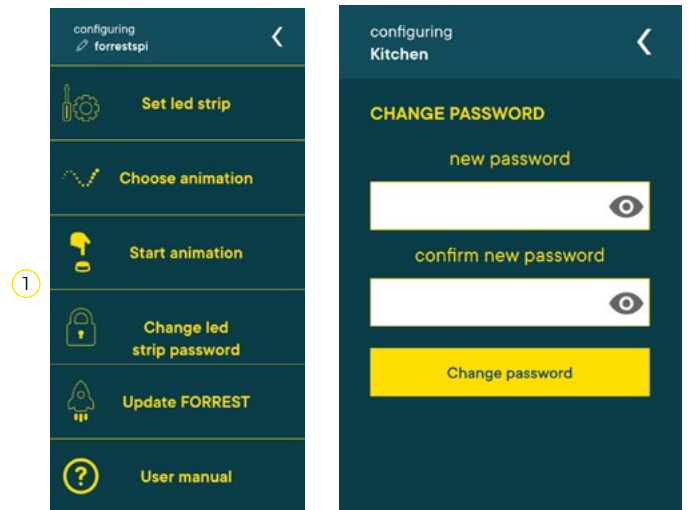 configuring
forrestspi
Set led strip
Choose animation
Start animation
1
Change led
strip password
Update FORREST
?
User manual
configuring
Kitchen
CHANGE PASSWORD
new password
confirm new password
Change password